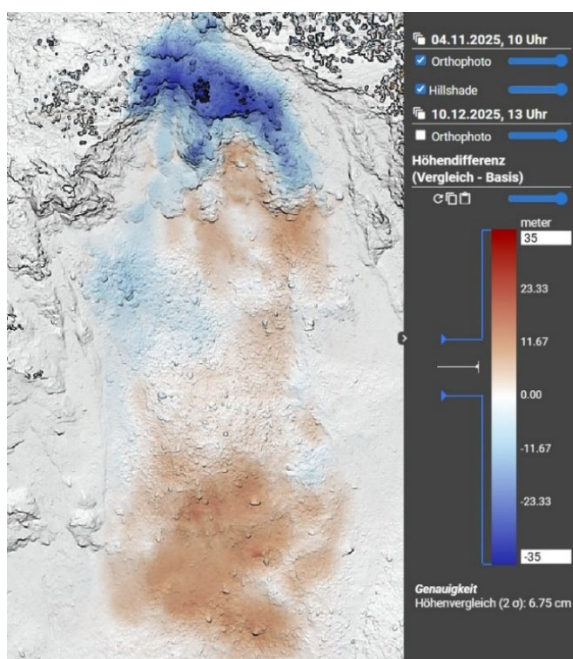 04.11.2025, 10 Uhr
Orthophoto
Hillshade
10.12.2025, 13 Uhr
Orthophoto
Höhendifferenz
(Vergleich - Basis)
meter
35
23.33
11.67
0.00
-11.67
-23.33
-35
Genauigkeit
Höhenvergleich (2 σ): 6.75 cm